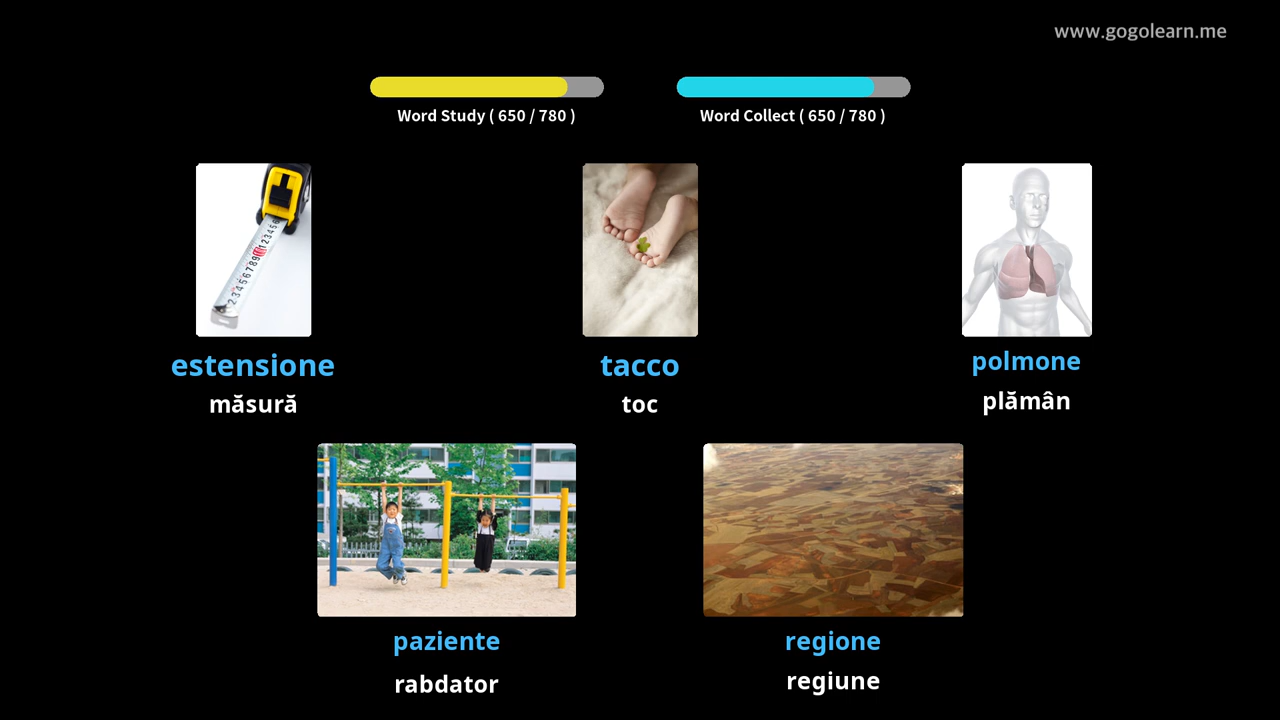 www.gogolearn.me
Word Study ( 650 / 780 )
Word Collect ( 650 / 780 )
estensione
măsură
tacco
toc
polmone
plămân
paziente
rabdator
regione
regiune